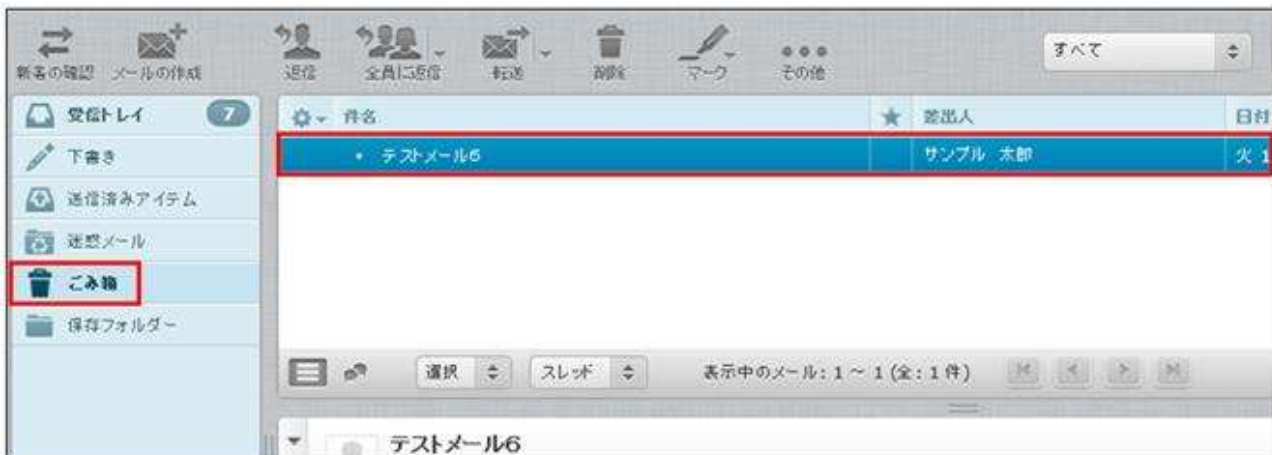 新着の確認 メールの作成 返信 全員に返信 転送 削除 マーク その他 すべて
受信トレイ 7
下書き
送信済みアイテム
迷惑メール
ごみ箱
保存フォルダー
件名 差出人 日付
テストメール6 サンプル 太郎 火 1
選択 スレッド 表示中のメール: 1 ~ 1 (全: 1 件)
テストメール6